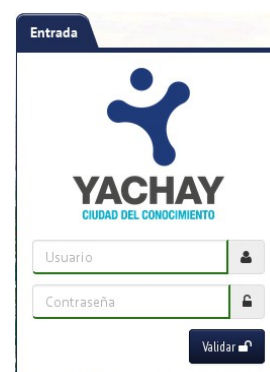 Entrada
YACHAY
CIUDAD DEL CONOCIMIENTO
Usuario
Contraseña
Validar